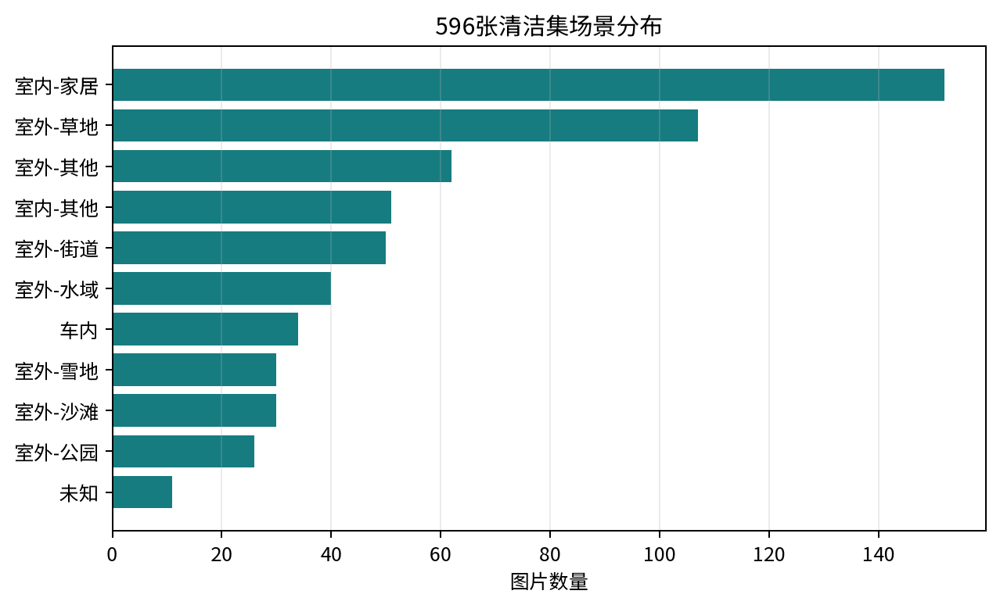 596张清洁集场景分布
室内-家居
室外-草地
室外-其他
室内-其他
室外-街道
室外-水域
车内
室外-雪地
室外-沙滩
室外-公园
未知
0 20 40 60 80 100 120 140
图片数量